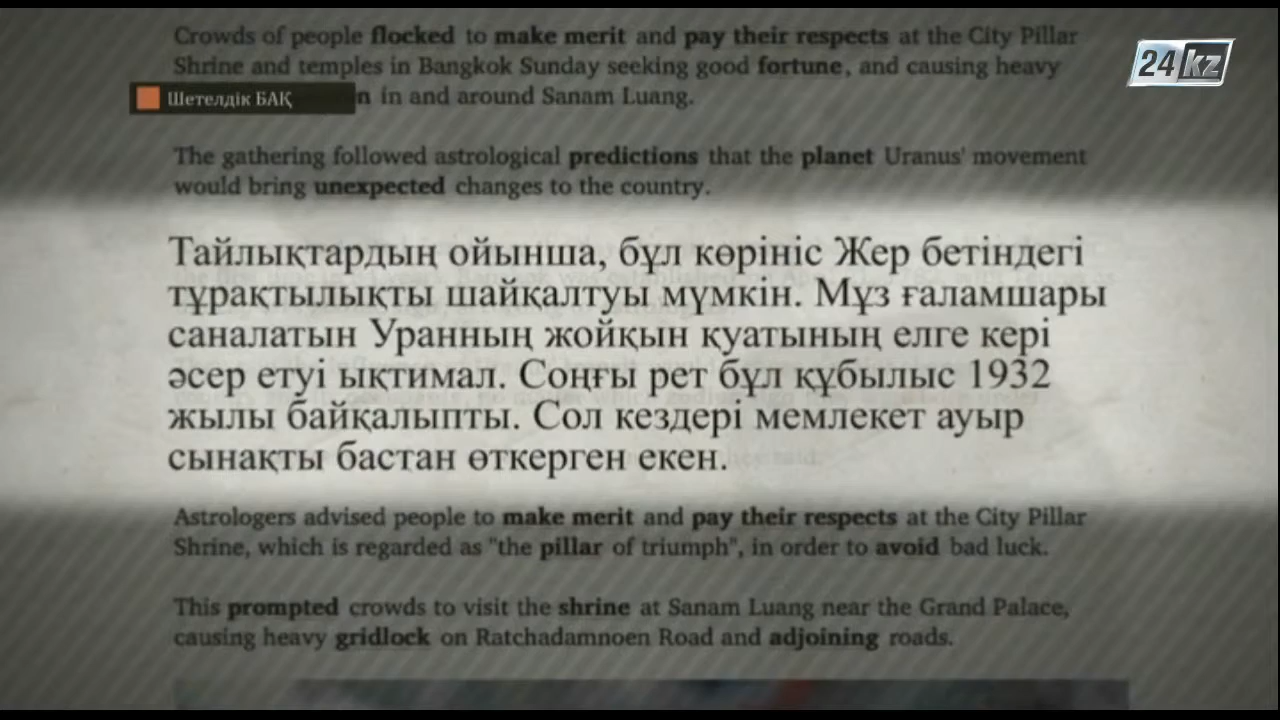 Crowds of people flocked to make merit and pay their respects at the City Pillar
Shrine and temples in Bangkok Sunday seeking good fortune, and causing heavy
in and around Sanam Luang.
24 kz
Шетелдік БАҚ
The gathering followed astrological predictions that the planet Uranus' movement
would bring unexpected changes to the country.
Тайлықтардың ойынша, бұл көрініс Жер бетіндегі
тұрақтылықты шайқалтуы мүмкін. Мұз ғаламшары
саналатын Уранның жойқын қуатының елге кері
әсер етуі ықтимал. Соңғы рет бұл құбылыс 1932
жылы байқалыпты. Сол кездері мемлекет ауыр
сынақты бастан өткерген екен.
Astrologers advised people to make merit and pay their respects at the City Pillar
Shrine, which is regarded as "the pillar of triumph", in order to avoid bad luck.
This prompted crowds to visit the shrine at Sanam Luang near the Grand Palace,
causing heavy gridlock on Ratchadamnoen Road and adjoining roads.